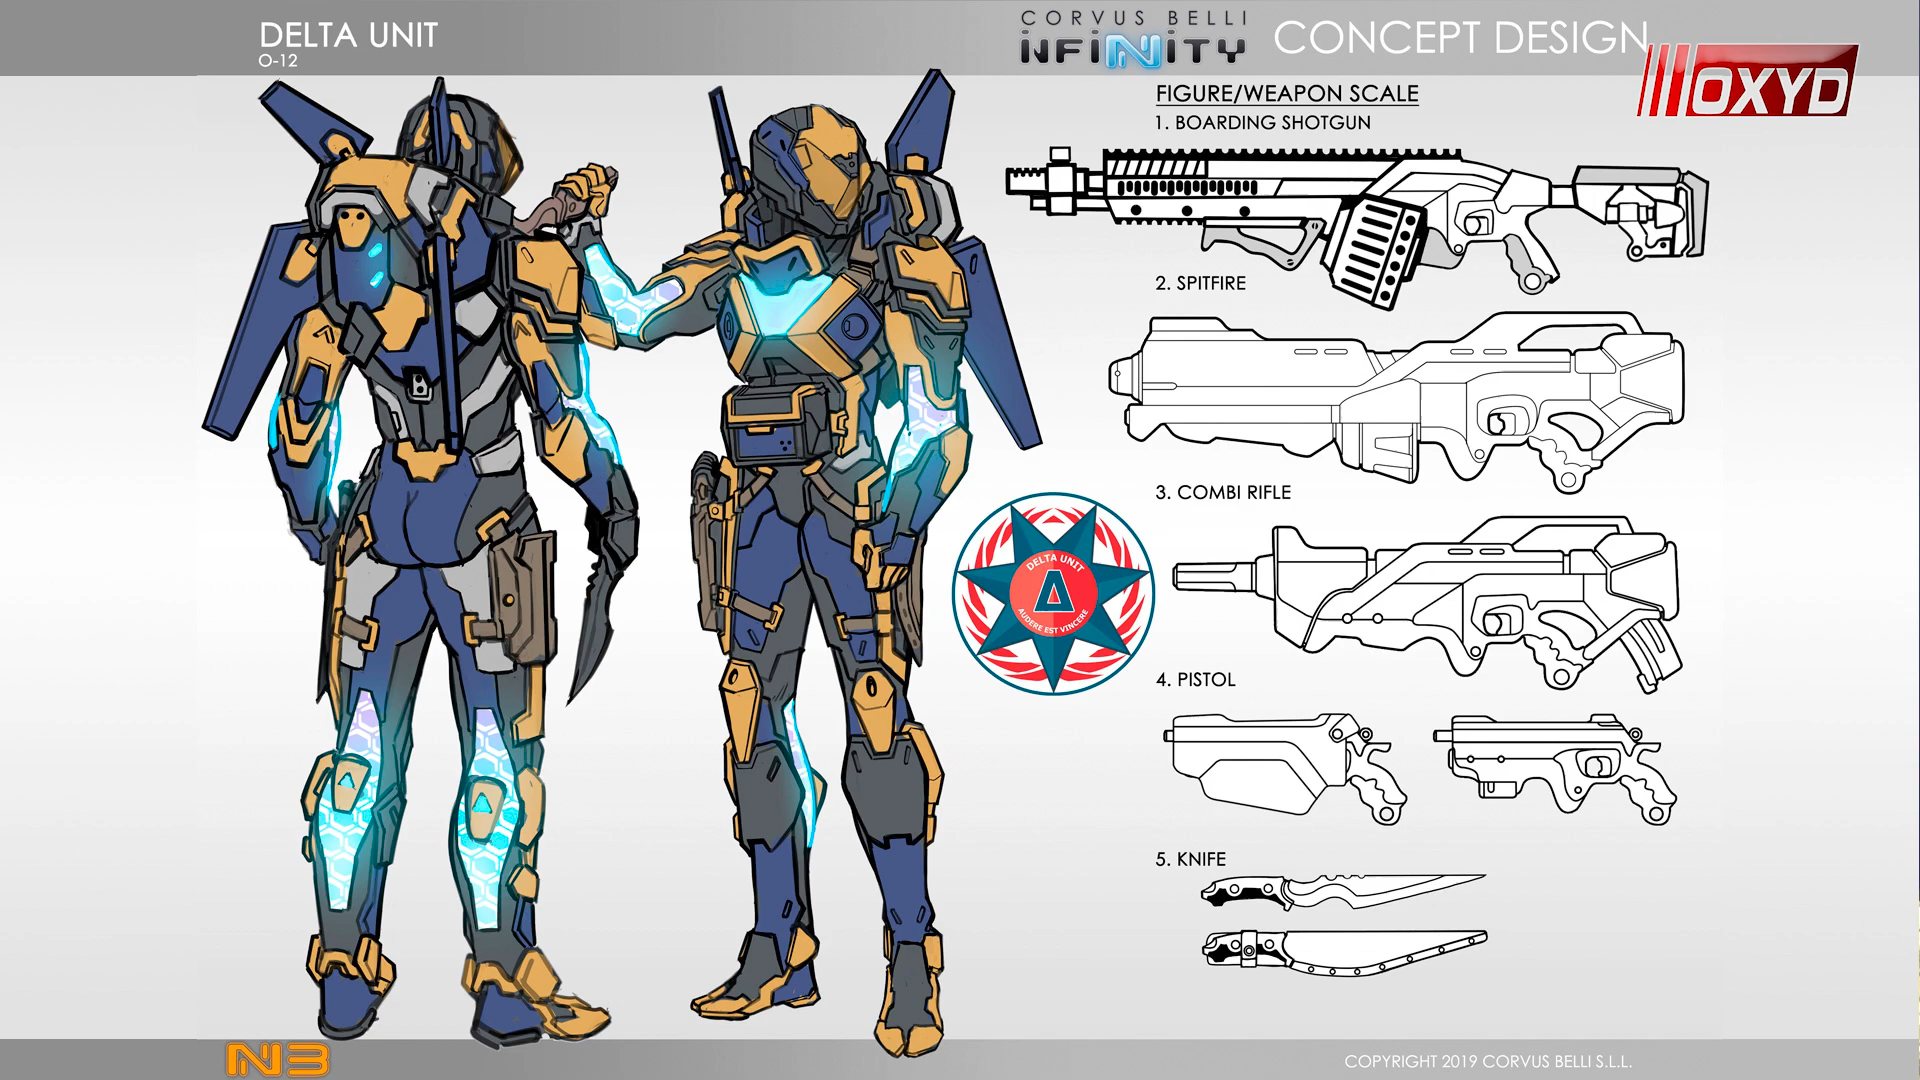 DELTA UNIT
O-12
CORVUS BELLI
INFINITY
CONCEPT DESIGN
OXYD
FIGURE/WEAPON SCALE
1. BOARDING SHOTGUN
2. SPITFIRE
3. COMBI RIFLE
DELTA UNIT
Δ
AUDERE EST VINCERE
4. PISTOL
5. KNIFE
N3
COPYRIGHT 2019 CORVUS BELLI S.L.L.